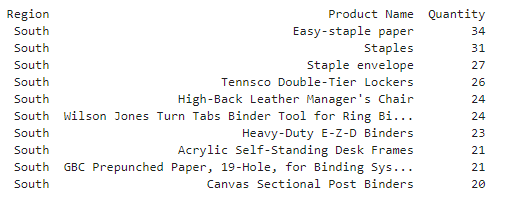 Region Product Name Quantity
South Easy-staple paper 34
South Staples 31
South Staple envelope 27
South Tennsco Double-Tier Lockers 26
South High-Back Leather Manager's Chair 24
South Wilson Jones Turn Tabs Binder Tool for Ring Bi... 24
South Heavy-Duty E-Z-D Binders 23
South Acrylic Self-Standing Desk Frames 21
South GBC Prepunched Paper, 19-Hole, for Binding Sys... 21
South Canvas Sectional Post Binders 20